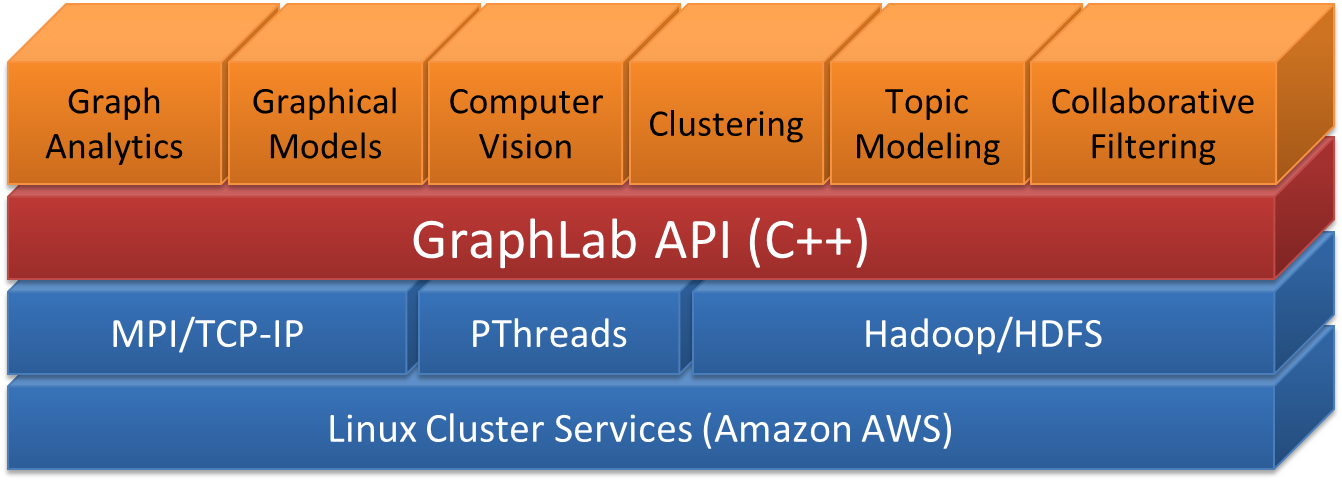 Graph
Analytics
Graphical
Models
Computer
Vision
Clustering
Topic
Modeling
Collaborative
Filtering
GraphLab API (C++)
MPI/TCP-IP
PThreads
Hadoop/HDFS
Linux Cluster Services (Amazon AWS)